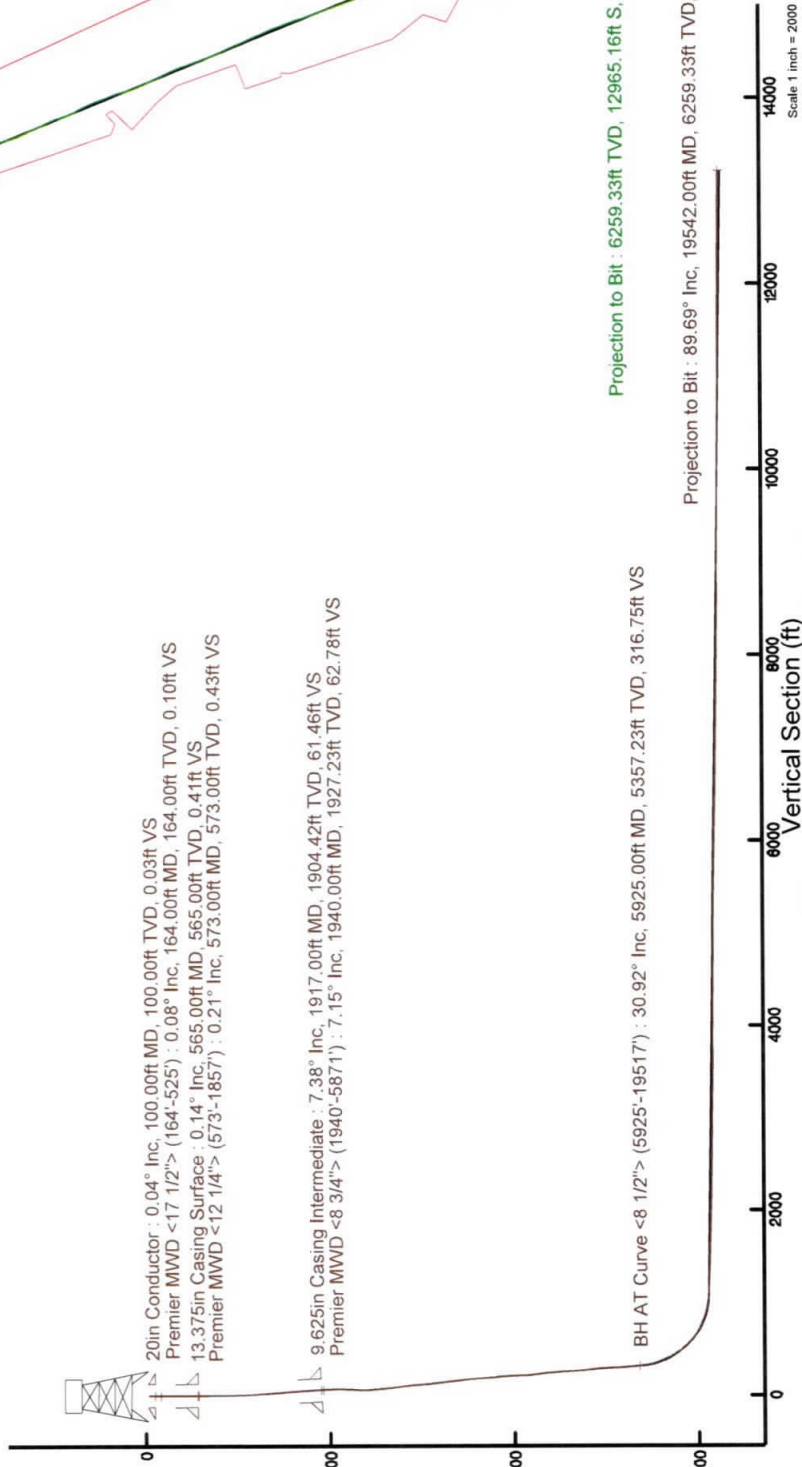 20in Conductor : 0.04° Inc, 100.00ft MD, 100.00ft TVD, 0.03ft VS
Premier MWD <17 1/2"> (164'-525') : 0.08° Inc, 164.00ft MD, 164.00ft TVD, 0.10ft VS
13.375in Casing Surface : 0.14° Inc, 565.00ft MD, 565.00ft TVD, 0.41ft VS
Premier MWD <12 1/4"> (573'-1857') : 0.21° Inc, 573.00ft MD, 573.00ft TVD, 0.43ft VS
9.625in Casing Intermediate : 7.38° Inc, 1917.00ft MD, 1904.42ft TVD, 61.46ft VS
Premier MWD <8 3/4"> (1940'-5871') : 7.15° Inc, 1940.00ft MD, 1927.23ft TVD, 62.78ft VS
Projection to Bit : 6259.33ft TVD, 12965.16ft S,
BH AT Curve <8 1/2"> (5925'-19517') : 30.92° Inc, 5925.00ft MD, 5357.23ft TVD, 316.75ft VS
Projection to Bit : 89.69° Inc, 19542.00ft MD, 6259.33ft TVD,
0
00
00
00
0
2000
4000
6000
8000
10000
12000
14000
Vertical Section (ft)
Scale 1 inch = 2000